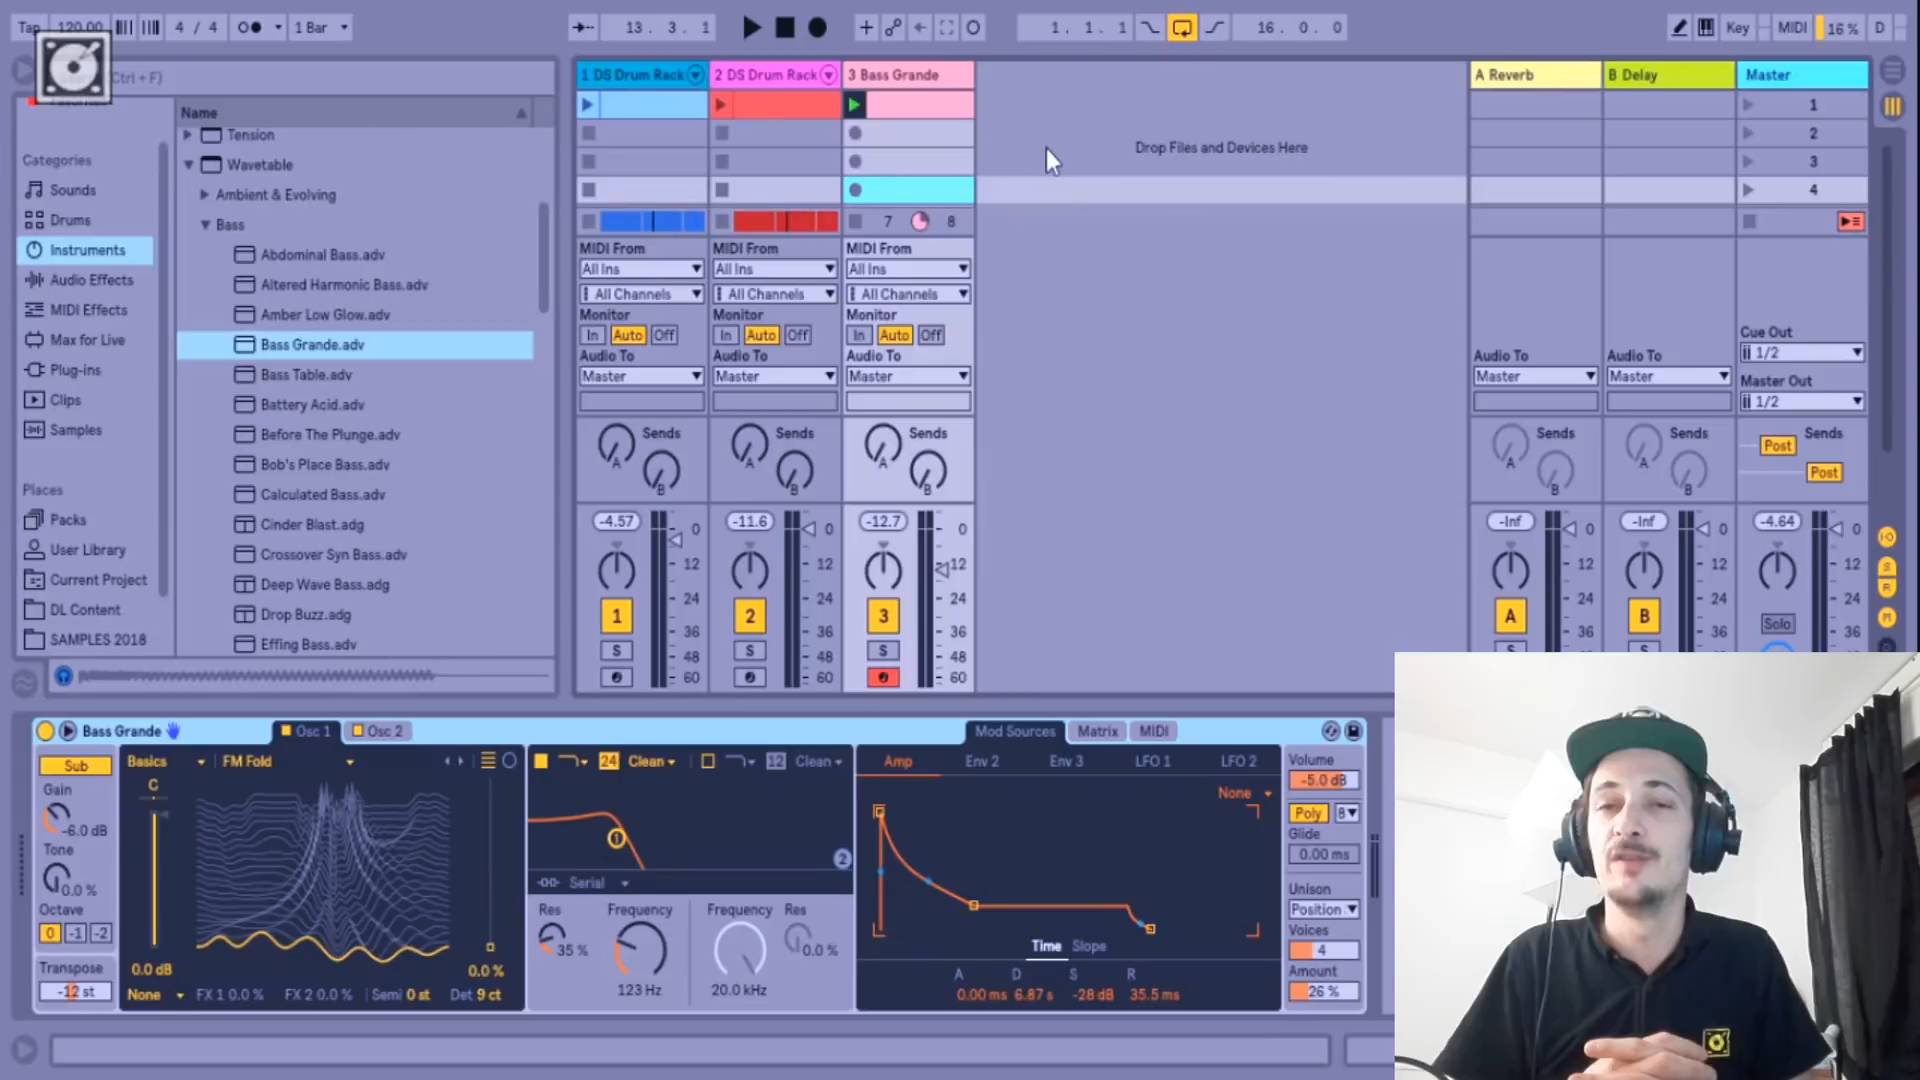 Tap 120.00 4 / 4 1 Bar 13 . 3 . 1 1 . 1 . 1 16 . 0 . 0 Key MIDI 16 % D
Ctrl + F)
Categories
Sounds
Drums
Instruments
Audio Effects
MIDI Effects
Max for Live
Plug-ins
Clips
Samples
Places
Packs
User Library
Current Project
DL Content
SAMPLES 2018
Name
Tension
Wavetable
Ambient & Evolving
Bass
Abdominal Bass.adv
Altered Harmonic Bass.adv
Amber Low Glow.adv
Bass Grande.adv
Bass Table.adv
Battery Acid.adv
Before The Plunge.adv
Bob's Place Bass.adv
Calculated Bass.adv
Cinder Blast.adg
Crossover Syn Bass.adv
Deep Wave Bass.adg
Drop Buzz.adg
Effing Bass.adv
1 DS Drum Rack 2 DS Drum Rack 3 Bass Grande A Reverb B Delay Master
1
2
3
4
Drop Files and Devices Here
7 8
MIDI From MIDI From MIDI From
All Ins All Ins All Ins
All Channels All Channels All Channels
Monitor Monitor Monitor
In Auto Off In Auto Off In Auto Off
Audio To Audio To Audio To Audio To Audio To
Master Master Master Master Master
Cue Out
1/2
Master Out
1/2
Sends Sends Sends Sends Sends Sends
A A A A A Post
B B B B B Post
-4.57 0 -11.6 0 -12.7 0 -Inf 0 -Inf 0 -4.64 0
12 12 12 12 12 12
24 24 24 24 24 24
1 2 3 A B Solo
36 36 36 36 36 36
S S S S S
48 48 48
60 60 60
Bass Grande Osc 1 Osc 2 Mod Sources Matrix MIDI
Sub
Gain
-6.0 dB
Tone
0.0 %
Octave
0 -1 -2
Transpose
-12 st
Basics FM Fold
C
0.0 dB 0.0 %
None FX 1 0.0 % FX 2 0.0 % Semi 0 st Det 9 ct
24 Clean 12 Clean
1
2
Serial
Res Frequency Frequency Res
35 % 0.0 %
123 Hz 20.0 kHz
Amp Env 2 Env 3 LFO 1 LFO 2
None
Time Slope
A D S R
0.00 ms 6.87 s -28 dB 35.5 ms
Volume
-5.0 dB
Poly 8
Glide
0.00 ms
Unison
Position
Voices
4
Amount
26 %